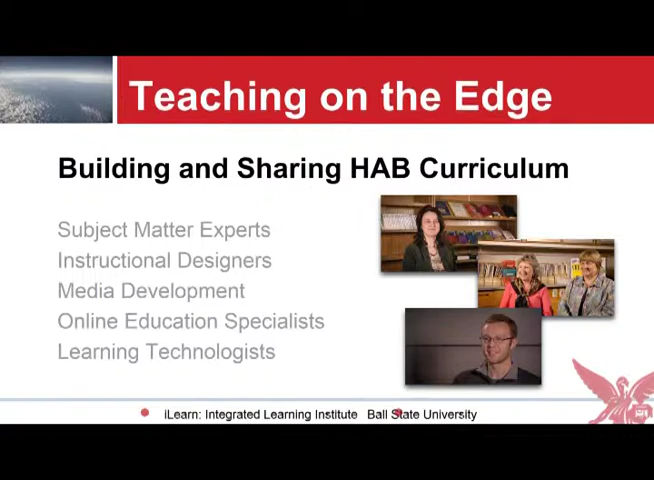 Teaching on the Edge
Building and Sharing HAB Curriculum
Subject Matter Experts
Instructional Designers
Media Development
Online Education Specialists
Learning Technologists
iLearn: Integrated Learning Institute Ball State University